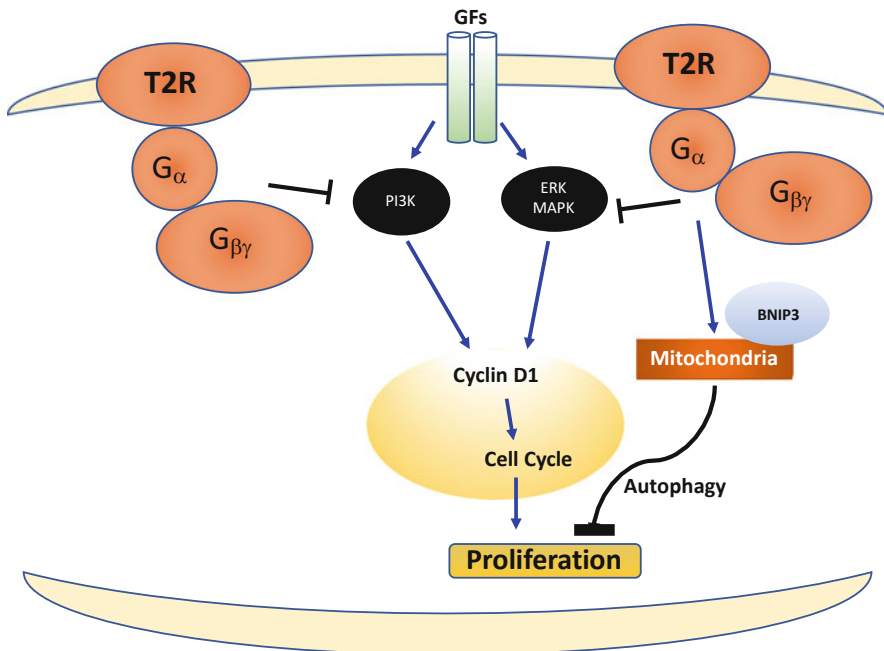 GFs
T2R
T2R
Gα
Gα
Gβγ
Gβγ
PI3K
ERK
MAPK
BNIP3
Mitochondria
Cyclin D1
Cell Cycle
Autophagy
Proliferation